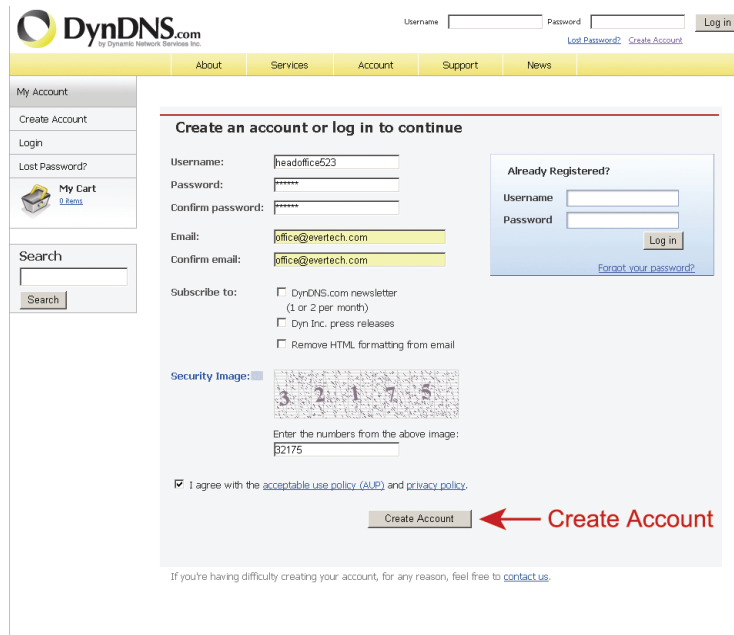 DynDNS.com
by Dynamic Network Services Inc.
Username Password Log in
Lost Password? Create Account
About Services Account Support News
My Account
Create Account
Login
Lost Password?
My Cart
0 items
Search
Search
Create an account or log in to continue
Username: headoffice523
Password: ******
Confirm password: ******
Email: office@evertech.com
Confirm email: office@evertech.com
Subscribe to: DynDNS.com newsletter
(1 or 2 per month)
Dyn Inc. press releases
Remove HTML formatting from email
Security Image: 3 2 1 7 5
Enter the numbers from the above image:
32175
I agree with the acceptable use policy (AUP) and privacy policy.
Create Account Create Account
Already Registered?
Username
Password
Log in
Forgot your password?
If you're having difficulty creating your account, for any reason, feel free to contact us.